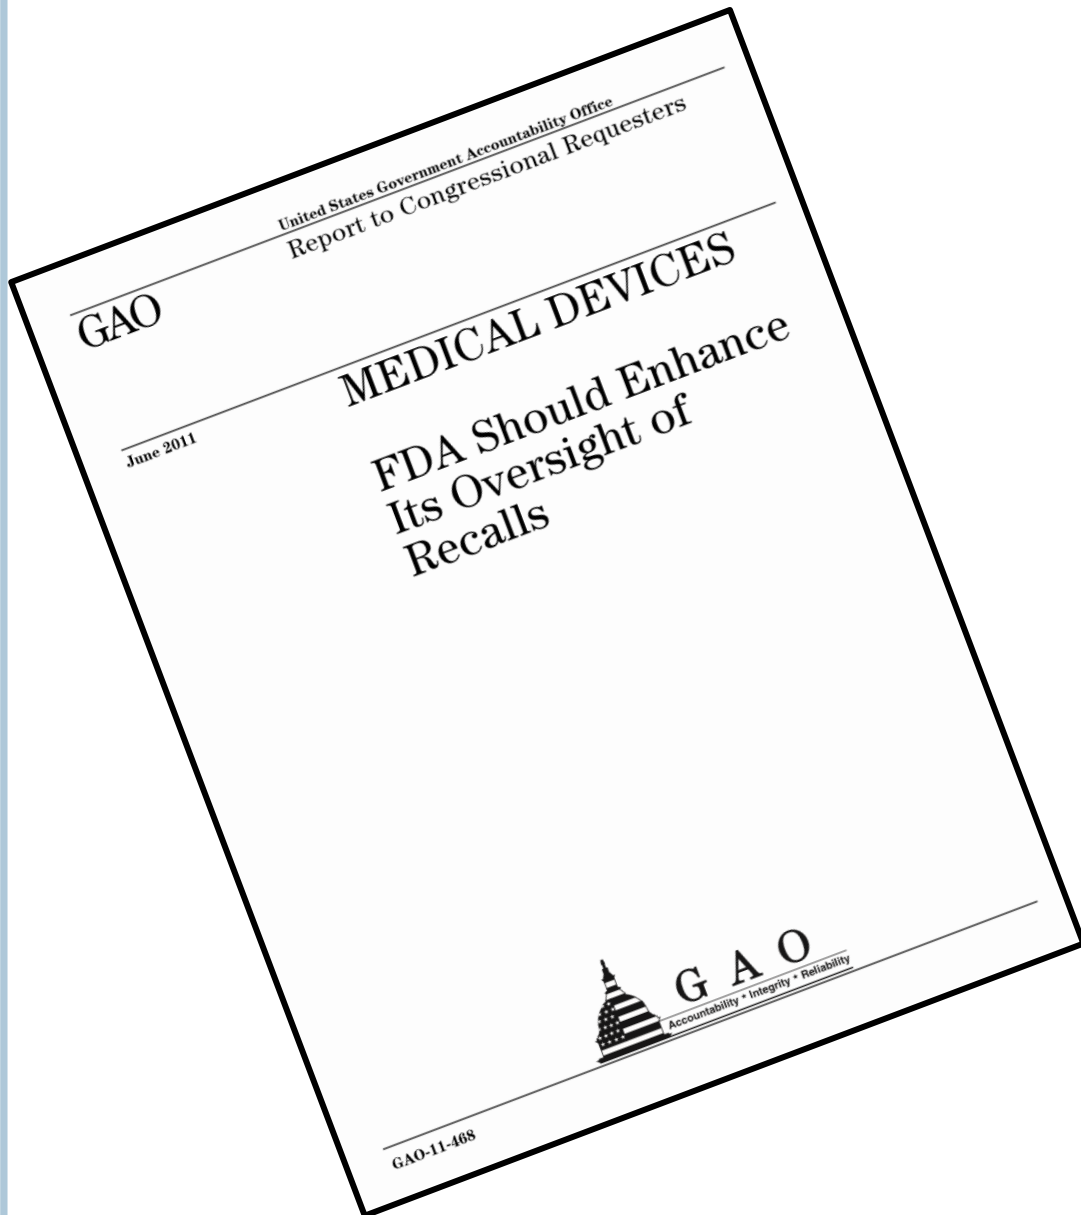 United States Government Accountability Office
GAO
Report to Congressional Requesters
June 2011
MEDICAL DEVICES
FDA Should Enhance
Its Oversight of
Recalls
G A O
Accountability * Integrity * Reliability
GAO-11-468